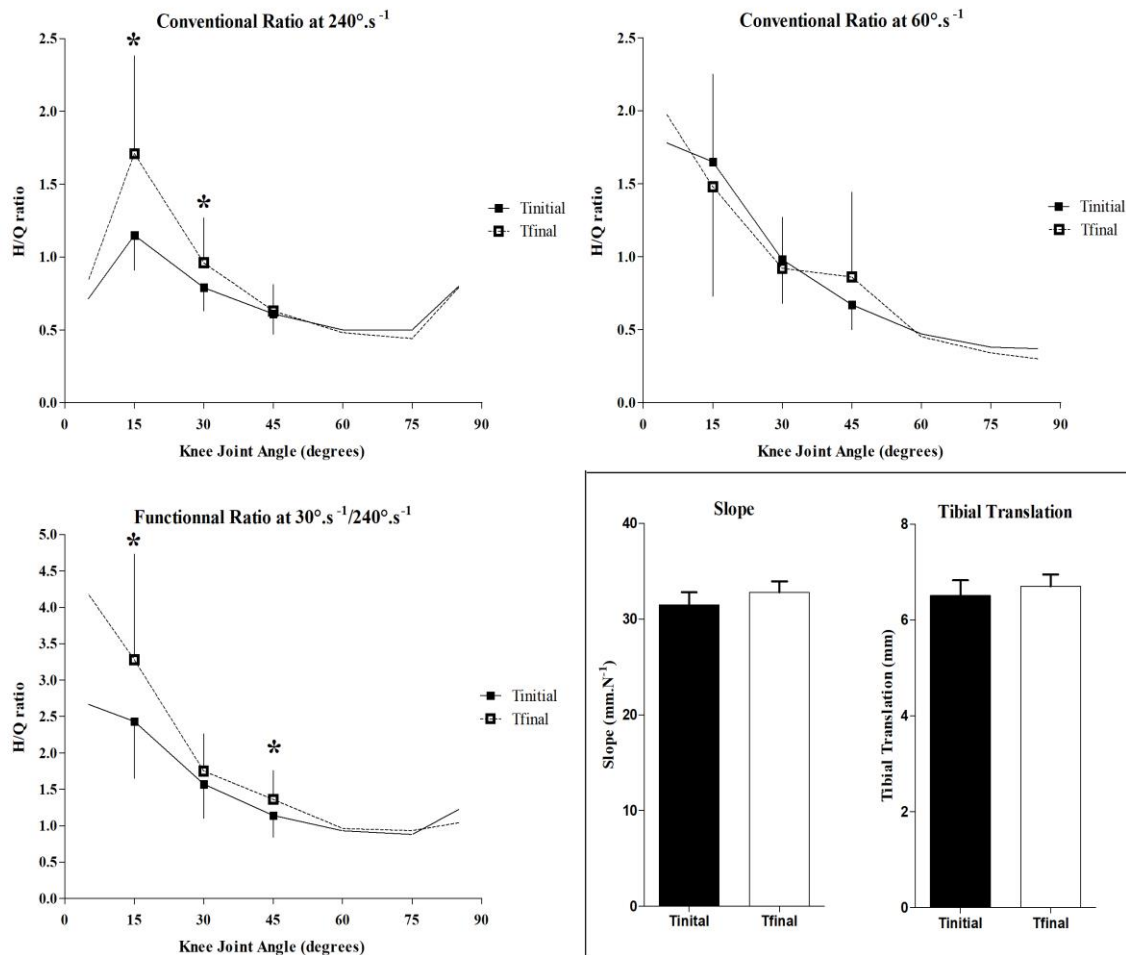 Conventional Ratio at 240°.s⁻¹
*
*
2.5
2.0
1.5
1.0
0.5
0.0
H/Q ratio
Tinitial
Tfinal
0 15 30 45 60 75 90
Knee Joint Angle (degrees)
Conventional Ratio at 60°.s⁻¹
2.5
2.0
1.5
1.0
0.5
0.0
H/Q ratio
Tinitial
Tfinal
0 15 30 45 60 75 90
Knee Joint Angle (degrees)
Functionnal Ratio at 30°.s⁻¹/240°.s⁻¹
*
*
5.0
4.5
4.0
3.5
3.0
2.5
2.0
1.5
1.0
0.5
0.0
H/Q ratio
Tinitial
Tfinal
0 15 30 45 60 75 90
Knee Joint Angle (degrees)
Slope
40
30
20
10
0
Slope (mm.N⁻¹)
Tinital Tfinal
Tibial Translation
8
6
4
2
0
Tibial Translation (mm)
Tinitial Tfinal